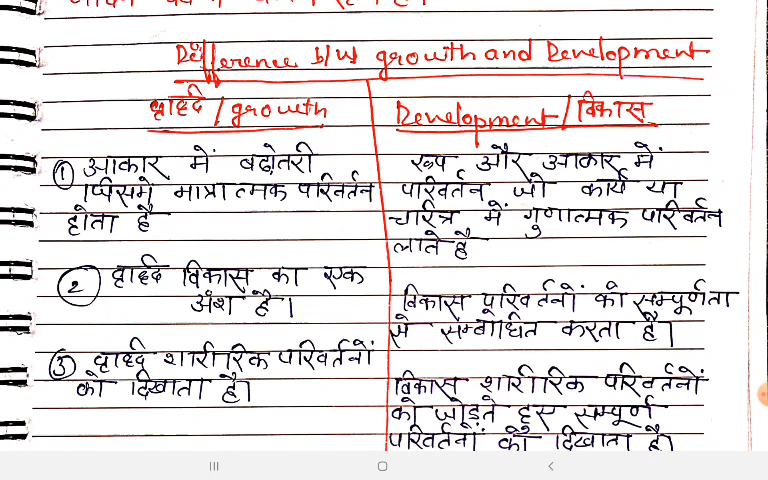 Difference b/w growth and Development
वृद्धि / growth
Development / विकास
① आकार में बढ़ोतरी
जिसमे मात्रात्मक परिवर्तन
होता है
रूप और आकार में
परिवर्तन जो कार्य या
चरित्र में गुणात्मक परिवर्तन
लाते है
② वृद्धि विकास का एक
अंश है।
विकास परिवर्तनों को सम्पूर्णता
से सम्बोधित करता है।
③ वृद्धि शारीरिक परिवर्तनों
को दिखाता है।
विकास शारीरिक परिवर्तनों
को जोड़ते हुए सम्पूर्ण
परिवर्तनों को दिखाता है।